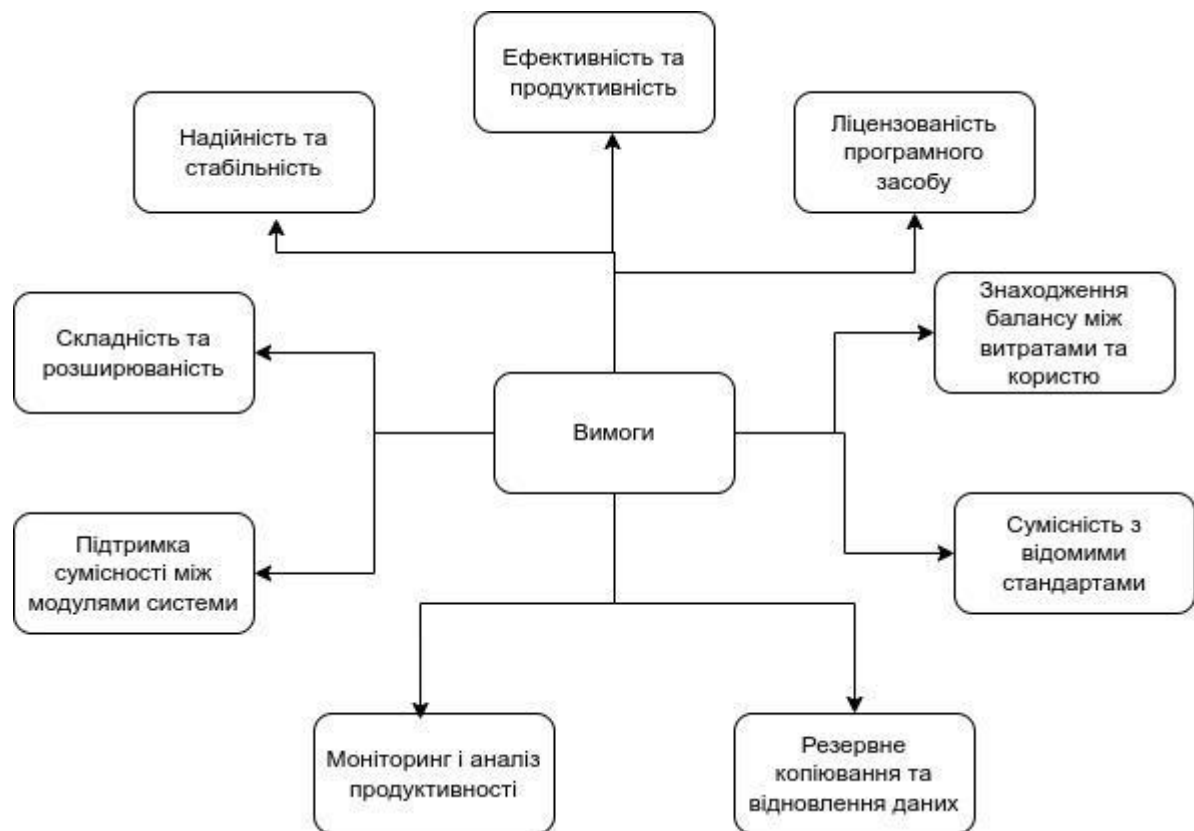 Ефективність та
продуктивність
Надійність та
стабільність
Ліцензованість
програмного
засобу
Складність та
розширюваність
Знаходження
балансу між
витратами та
користю
Вимоги
Підтримка
сумісності між
модулями системи
Сумісність з
відомими
стандартами
Моніторинг і аналіз
продуктивності
Резервне
копіювання та
відновлення даних